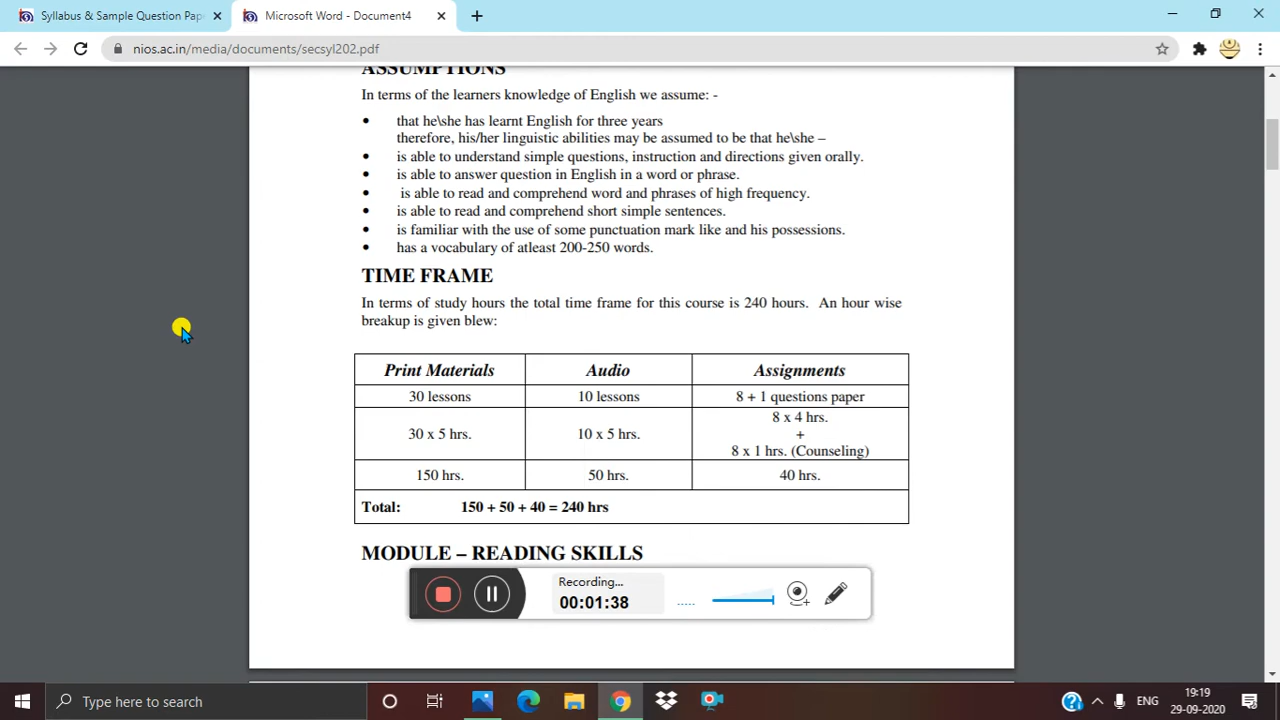 Syllabus & Sample Question Pap
Microsoft Word - Document4
nios.ac.in/media/documents/secsyl202.pdf
ASSUMPTIONS
In terms of the learners knowledge of English we assume: -
• that he\she has learnt English for three years
therefore, his/her linguistic abilities may be assumed to be that he\she –
• is able to understand simple questions, instruction and directions given orally.
• is able to answer question in English in a word or phrase.
• is able to read and comprehend word and phrases of high frequency.
• is able to read and comprehend short simple sentences.
• is familiar with the use of some punctuation mark like and his possessions.
• has a vocabulary of atleast 200-250 words.
TIME FRAME
In terms of study hours the total time frame for this course is 240 hours. An hour wise
breakup is given blew:
Print Materials Audio Assignments
30 lessons 10 lessons 8 + 1 questions paper
8 x 4 hrs.
30 x 5 hrs. 10 x 5 hrs. +
8 x 1 hrs. (Counseling)
150 hrs. 50 hrs. 40 hrs.
Total: 150 + 50 + 40 = 240 hrs
MODULE – READING SKILLS
Recording...
00:01:38
Type here to search
ENG
19:19
29-09-2020